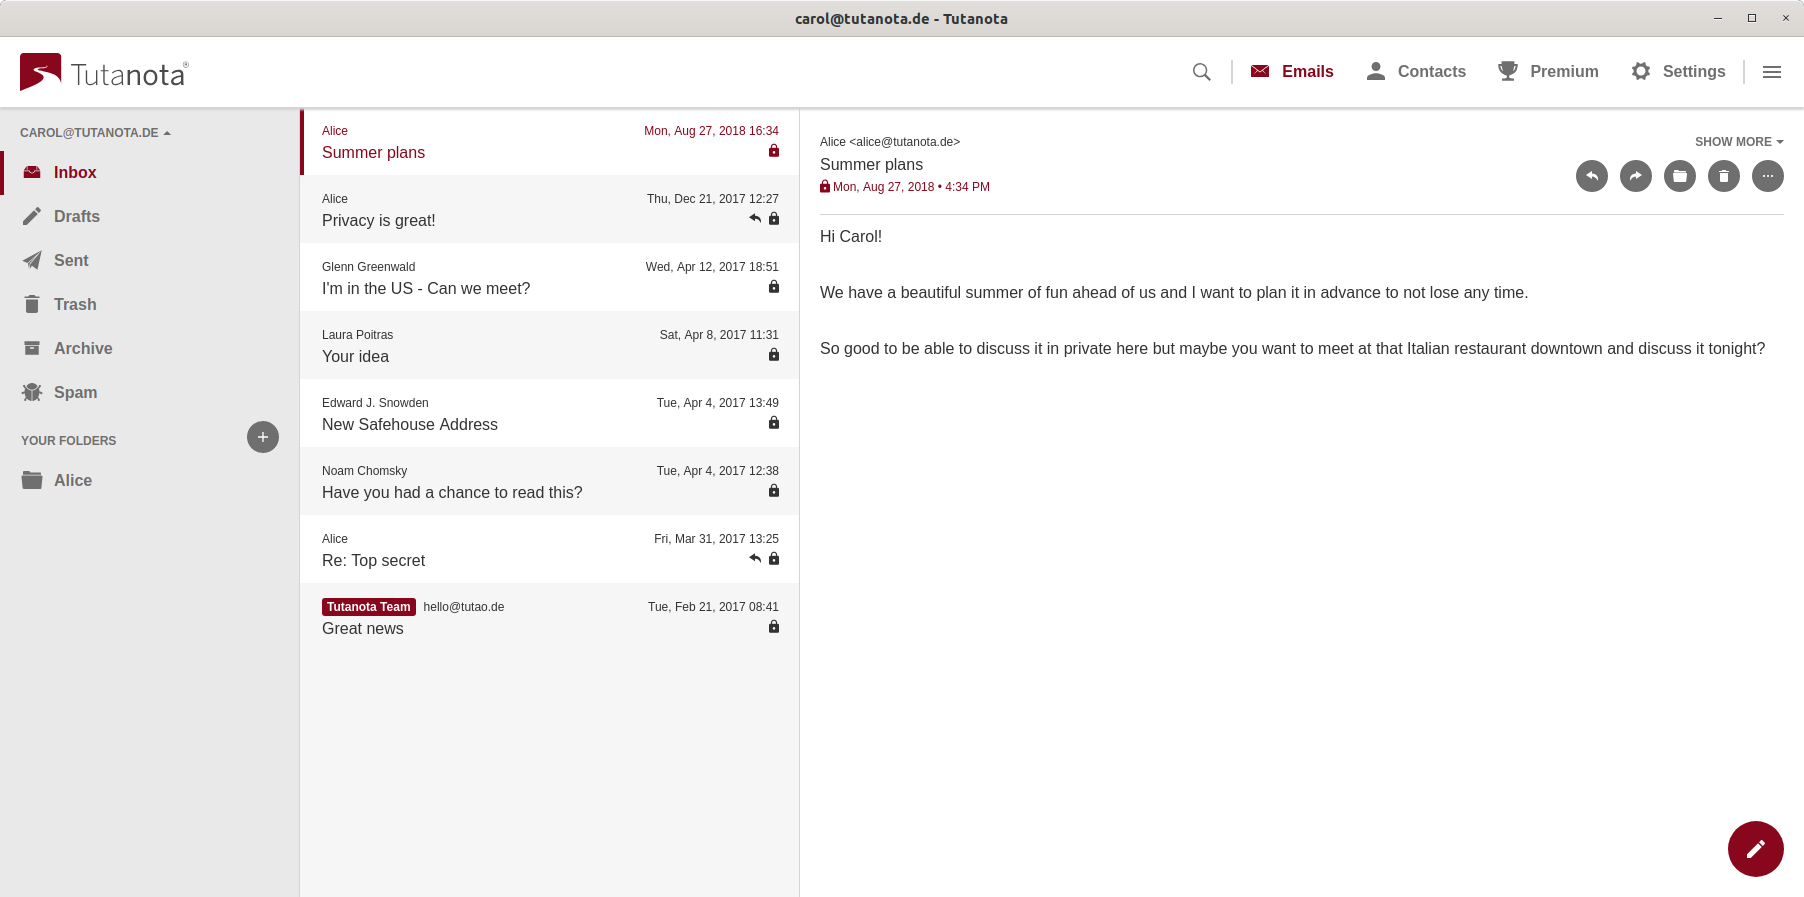 carol@tutanota.de - Tutanota
Tutanota®
Emails
Contacts
Premium
Settings
CAROL@TUTANOTA.DE
Inbox
Drafts
Sent
Trash
Archive
Spam
YOUR FOLDERS
Alice
Alice Mon, Aug 27, 2018 16:34
Summer plans
Alice Thu, Dec 21, 2017 12:27
Privacy is great!
Glenn Greenwald Wed, Apr 12, 2017 18:51
I'm in the US - Can we meet?
Laura Poitras Sat, Apr 8, 2017 11:31
Your idea
Edward J. Snowden Tue, Apr 4, 2017 13:49
New Safehouse Address
Noam Chomsky Tue, Apr 4, 2017 12:38
Have you had a chance to read this?
Alice Fri, Mar 31, 2017 13:25
Re: Top secret
Tutanota Team hello@tutao.de Tue, Feb 21, 2017 08:41
Great news
Alice <alice@tutanota.de> SHOW MORE
Summer plans
Mon, Aug 27, 2018 • 4:34 PM
Hi Carol!
We have a beautiful summer of fun ahead of us and I want to plan it in advance to not lose any time.
So good to be able to discuss it in private here but maybe you want to meet at that Italian restaurant downtown and discuss it tonight?